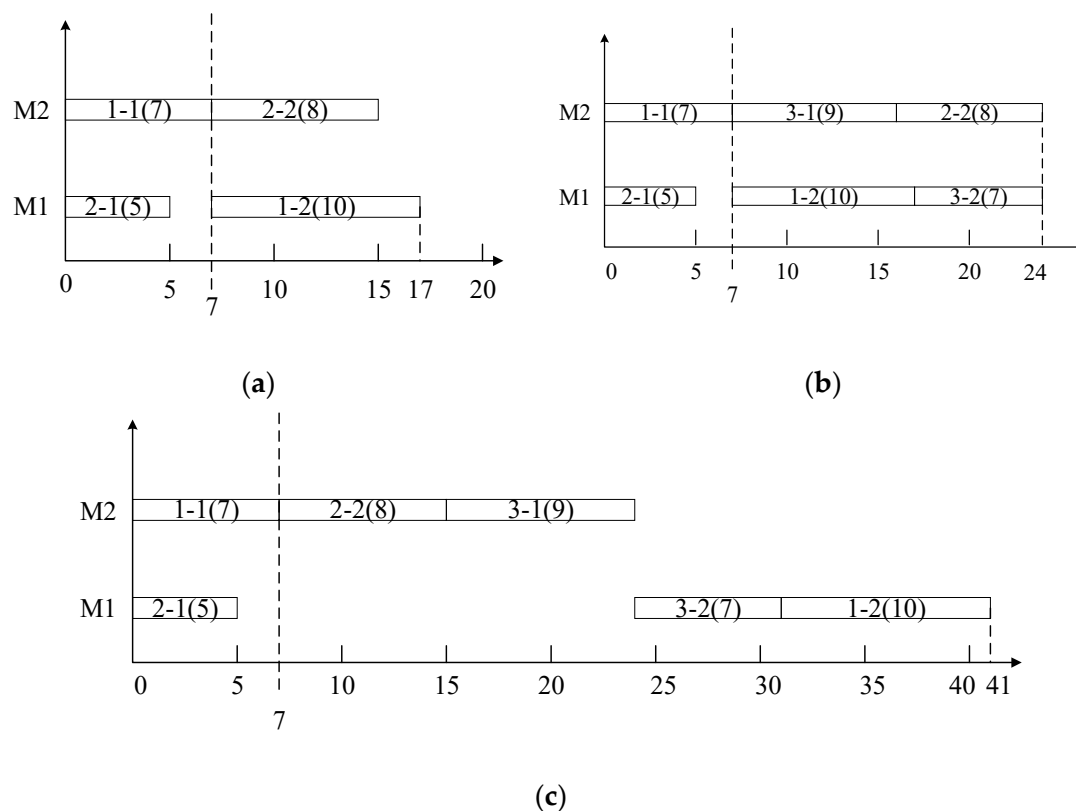 M2 1-1(7) 2-2(8)
M1 2-1(5) 1-2(10)
0 5 10 15 17 20
7
(a)
M2 1-1(7) 3-1(9) 2-2(8)
M1 2-1(5) 1-2(10) 3-2(7)
0 5 10 15 20 24
7
(b)
M2 1-1(7) 2-2(8) 3-1(9)
M1 2-1(5) 3-2(7) 1-2(10)
0 5 10 15 20 25 30 35 40 41
7
(c)